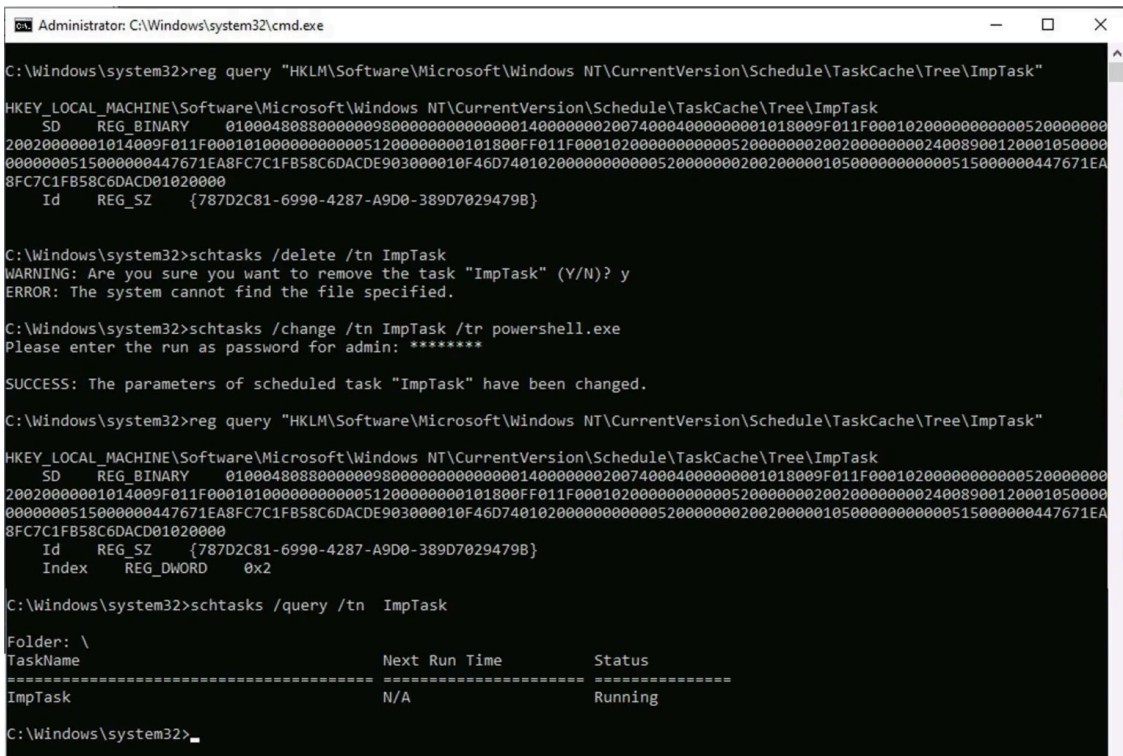 Administrator: C:\Windows\system32\cmd.exe
C:\Windows\system32>reg query "HKLM\Software\Microsoft\Windows NT\CurrentVersion\Schedule\TaskCache\Tree\ImpTask"
HKEY_LOCAL_MACHINE\Software\Microsoft\Windows NT\CurrentVersion\Schedule\TaskCache\Tree\ImpTask
SD REG_BINARY
Id REG_SZ {787D2C81-6990-4287-A9D0-389D7029479B}
C:\Windows\system32>schtasks /delete /tn ImpTask
WARNING: Are you sure you want to remove the task "ImpTask" (Y/N)? y
ERROR: The system cannot find the file specified.
C:\Windows\system32>schtasks /change /tn ImpTask /tr powershell.exe
Please enter the run as password for admin: ********
SUCCESS: The parameters of scheduled task "ImpTask" have been changed.
C:\Windows\system32>reg query "HKLM\Software\Microsoft\Windows NT\CurrentVersion\Schedule\TaskCache\Tree\ImpTask"
HKEY_LOCAL_MACHINE\Software\Microsoft\Windows NT\CurrentVersion\Schedule\TaskCache\Tree\ImpTask
SD REG_BINARY
8FC7C1FB58C6DACD01020000
Id REG_SZ {787D2C81-6990-4287-A9D0-389D7029479B}
Index REG_DWORD 0x2
C:\Windows\system32>schtasks /query /tn  ImpTask
Folder: \
TaskName Next Run Time Status
======================================== ====================== ===============
ImpTask N/A Running
C:\Windows\system32>